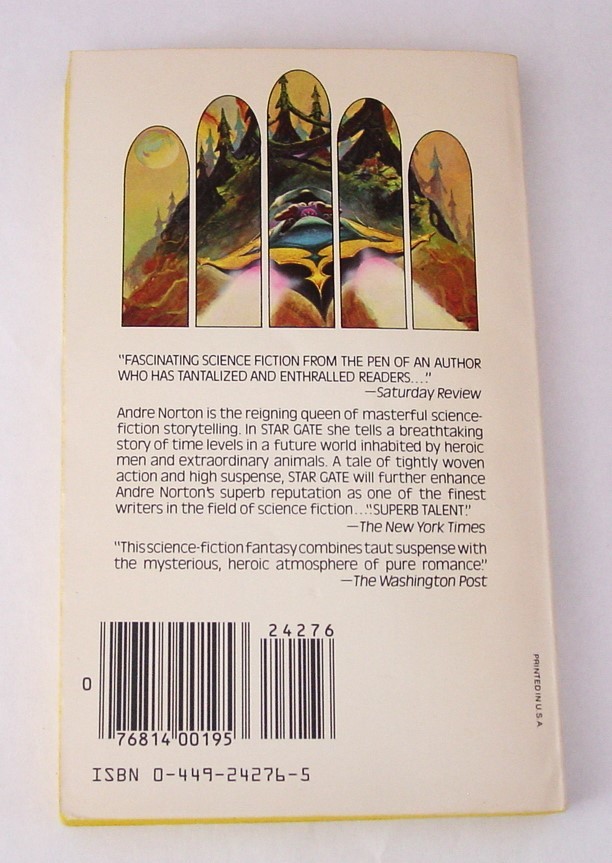 "FASCINATING SCIENCE FICTION FROM THE PEN OF AN AUTHOR
WHO HAS TANTALIZED AND ENTHRALLED READERS...."
—Saturday Review
Andre Norton is the reigning queen of masterful science-
fiction storytelling. In STAR GATE she tells a breathtaking
story of time levels in a future world inhabited by heroic
men and extraordinary animals. A tale of tightly woven
action and high suspense, STAR GATE will further enhance
Andre Norton's superb reputation as one of the finest
writers in the field of science fiction..."SUPERB TALENT."
—The New York Times
"This science-fiction fantasy combines taut suspense with
the mysterious, heroic atmosphere of pure romance."
—The Washington Post
24276
0
76814 00195
ISBN 0-449-24276-5
PRINTED IN U.S.A.